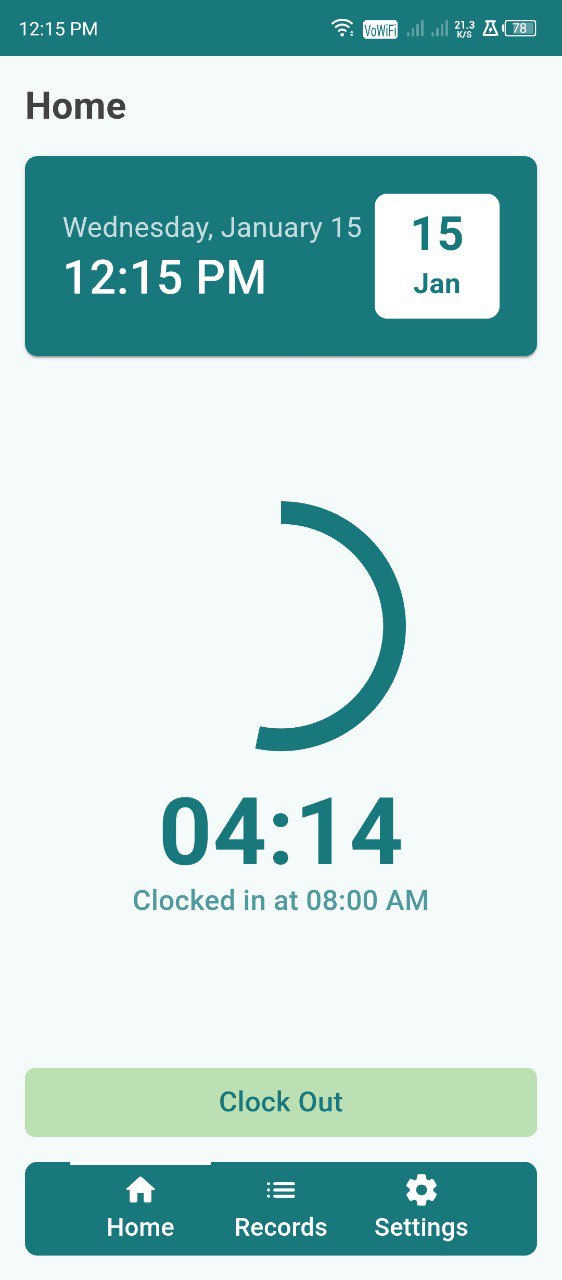 12:15 PM VoWiFi 21.3 K/S 78
Home
Wednesday, January 15
12:15 PM
15
Jan
04:14
Clocked in at 08:00 AM
Clock Out
Home Records Settings